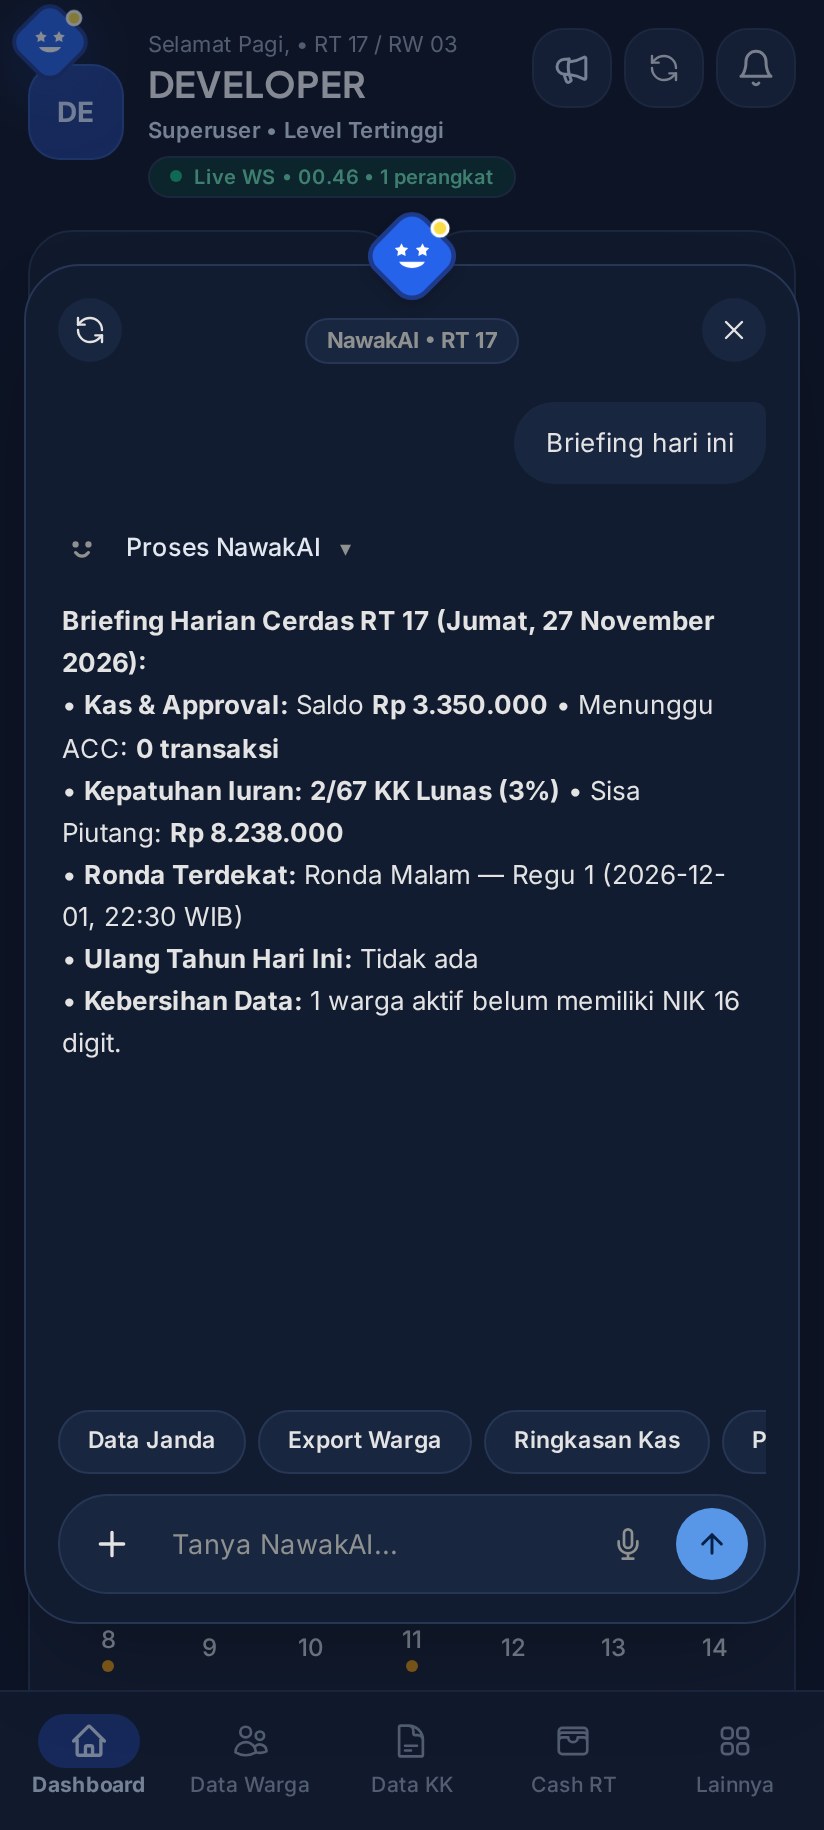 Selamat Pagi, • RT 17 / RW 03
DE
DEVELOPER
Superuser • Level Tertinggi
Live WS • 00.46 • 1 perangkat
NawakAI • RT 17
Briefing hari ini
Proses NawakAI ▼
Briefing Harian Cerdas RT 17 (Jumat, 27 November
2026):
• Kas & Approval: Saldo Rp 3.350.000 • Menunggu
ACC: 0 transaksi
• Kepatuhan Iuran: 2/67 KK Lunas (3%) • Sisa
Piutang: Rp 8.238.000
• Ronda Terdekat: Ronda Malam — Regu 1 (2026-12-
01, 22:30 WIB)
• Ulang Tahun Hari Ini: Tidak ada
• Kebersihan Data: 1 warga aktif belum memiliki NIK 16
digit.
Data Janda Export Warga Ringkasan Kas P
Tanya NawakAI...
8 9 10 11 12 13 14
Dashboard Data Warga Data KK Cash RT Lainnya